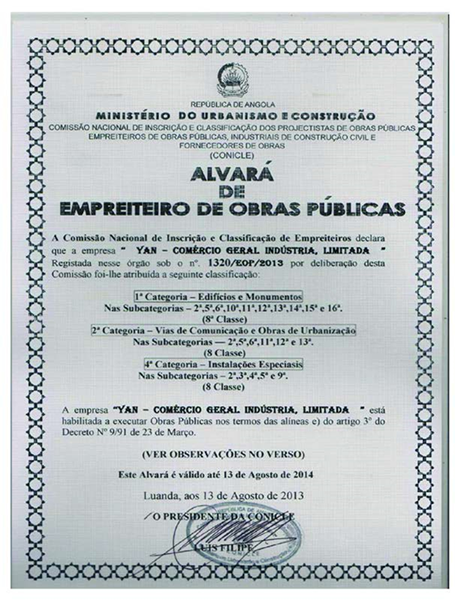 REPÚBLICA DE ANGOLA
MINISTÉRIO DO URBANISMO E CONSTRUÇÃO
COMISSÃO NACIONAL DE INSCRIÇÃO E CLASSIFICAÇÃO DOS PROJECTISTAS DE OBRAS PÚBLICAS
EMPREITEIROS DE OBRAS PÚBLICAS, INDUSTRIAIS DE CONSTRUÇÃO CIVIL E
FORNECEDORES DE OBRAS
(CONICLE)
ALVARÁ
DE
EMPREITEIRO DE OBRAS PÚBLICAS
A Comissão Nacional de Inscrição e Classificação de Empreiteiros declara
que a empresa " YAN – COMÉRCIO GERAL INDÚSTRIA, LIMITADA "
Registada nesse órgão sob o nº. 1320/EOP/2013 por deliberação desta
Comissão foi-lhe atribuída a seguinte classificação:
1ª Categoria – Edifícios e Monumentos
Nas Subcategorias – 2ª,5ª,6ª,10ª,11ª,12ª,13ª,14ª,15ª e 16ª.
(8ª Classe)
2ª Categoria – Vias de Comunicação e Obras de Urbanização
Nas Subcategorias — 2ª,5ª,6ª,11ª,12ª e 13ª.
(8 Classe)
4ª Categoria – Instalações Especiais
Nas Subcategorias – 2ª,3ª,4ª,5ª e 9ª.
(8 Classe)
A empresa "YAN – COMÉRCIO GERAL INDÚSTRIA, LIMITADA " está
habilitada a executar Obras Públicas nos termos das alíneas e) do artigo 3º do
Decreto Nº 9/91 de 23 de Março.
(VER OBSERVAÇÕES NO VERSO)
Este Alvará é válido até 13 de Agosto de 2014
Luanda, aos 13 de Agosto de 2013
O PRESIDENTE DA CONICLE
LUIS FILIPE